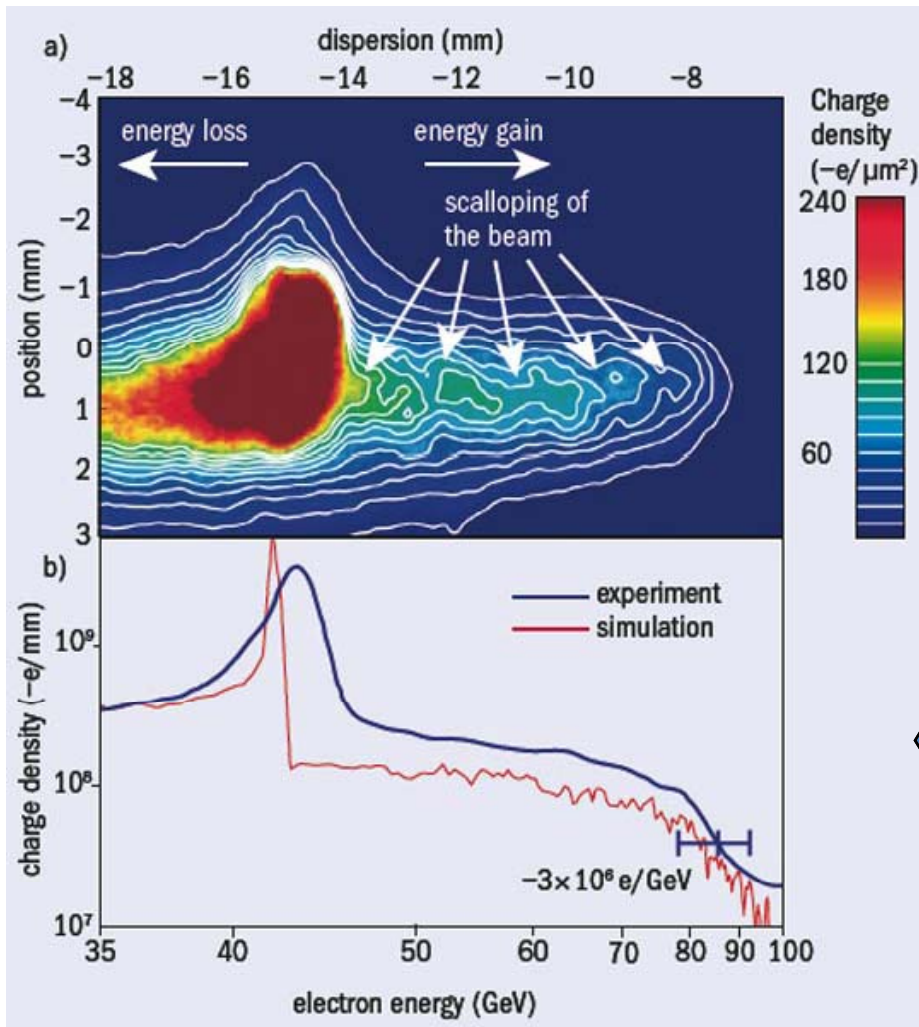 a)
dispersion (mm)
−18 −16 −14 −12 −10 −8
−4
−3
−2
−1
0
1
2
3
position (mm)
energy loss
energy gain
scalloping of
the beam
Charge
density
(−e/μm²)
240
180
120
60
b)
experiment
simulation
10⁹
10⁸
10⁷
charge density (−e/mm)
−3×10⁶ e/GeV
35 40 50 60 70 80 90 100
electron energy (GeV)